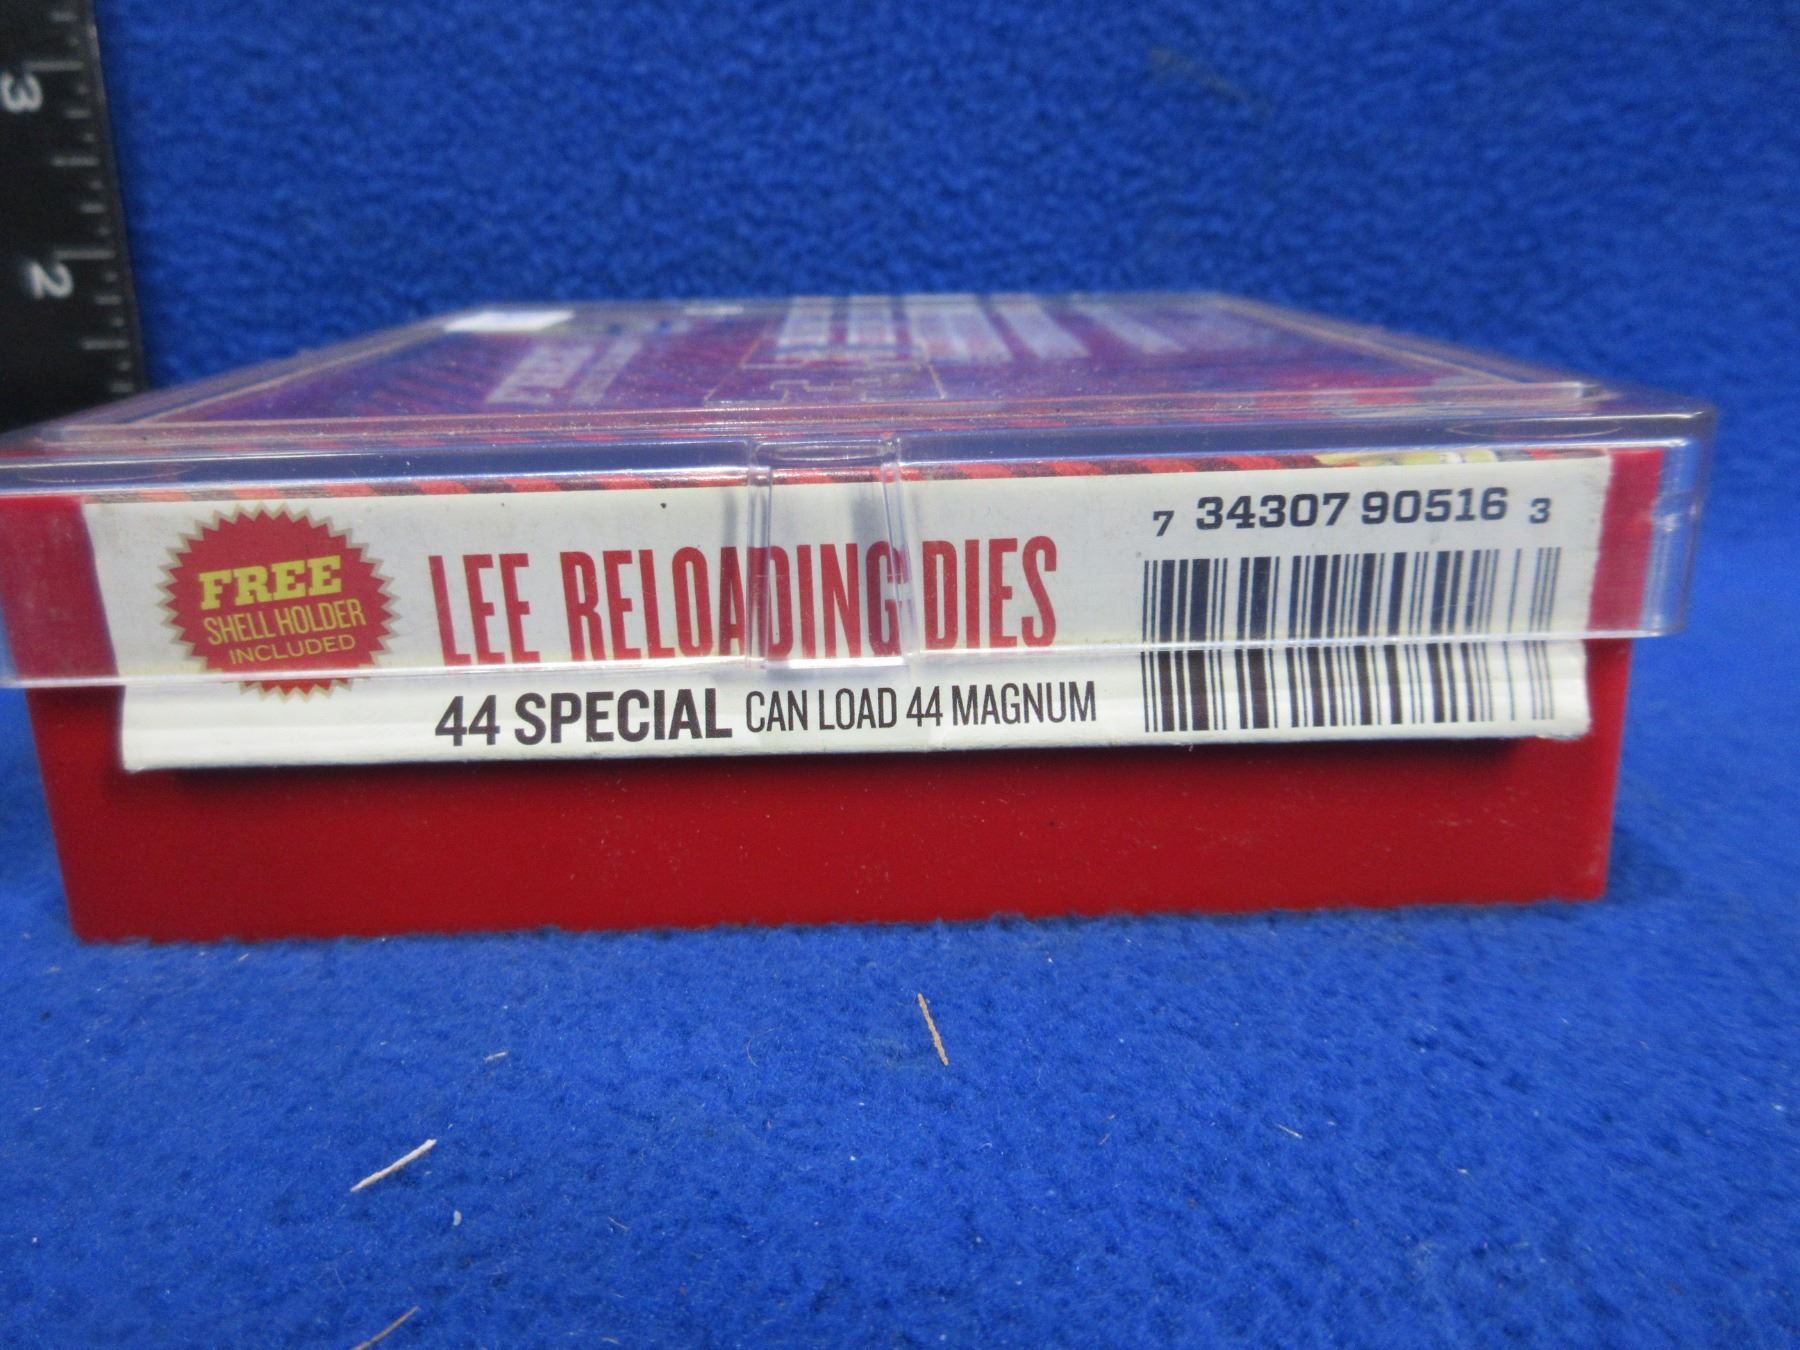 3
2
FREE
SHELL HOLDER
INCLUDED
LEE RELOADING DIES
44 SPECIAL CAN LOAD 44 MAGNUM
7 34307 90516 3